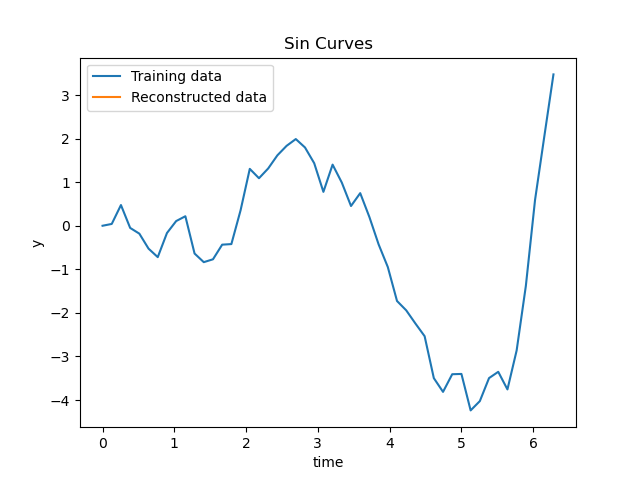 Sin Curves
Training data
Reconstructed data
3
2
1
0
−1
−2
−3
−4
y
0 1 2 3 4 5 6
time